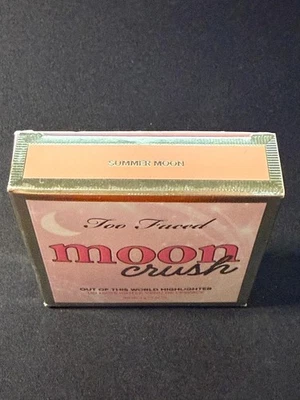 SUMMER MOON
Too Faced
moon
crush
OUT OF THIS WORLD HIGHLIGHTER